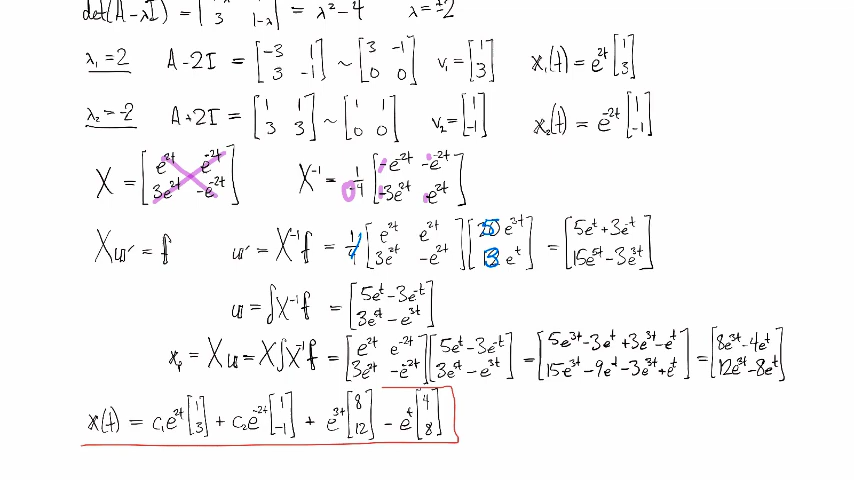 det(A-λI) = | 3 1-λ | = λ² - 4 λ = ±2
λ₁=2 A - 2I = [-3 1; 3 -1] ~ [3 -1; 0 0] v₁ = [1; 3] x₁(t) = e^{2t} [1; 3]
λ₂=-2 A+2I = [1 1; 3 3] ~ [1 1; 0 0] v₂ = [1; -1] x₂(t) = e^{-2t} [1; -1]
X = [e^{2t} e^{-2t}; 3e^{2t} -e^{-2t}] X⁻¹ = 1/-4 [-e^{-2t} -e^{-2t}; -3e^{2t} e^{2t}]
Xu' = f u' = X⁻¹f = 1/4 [e^{-2t} e^{-2t}; 3e^{2t} -e^{2t}] [5 e^{3t}; 3 e^t] = [5e^t + 3e^{-t}; 15e^{5t} - 3e^{3t}]
u = ∫X⁻¹f = [5e^t - 3e^{-t}; 3e^{5t} - e^{3t}]
xₚ = Xu = X∫X⁻¹f = [e^{2t} e^{-2t}; 3e^{2t} -e^{-2t}] [5e^t - 3e^{-t}; 3e^{5t} - e^{3t}] = [5e^{3t} - 3e^t + 3e^{3t} - e^t; 15e^{3t} - 9e^t - 3e^{3t} + e^t] = [8e^{3t} - 4e^t; 12e^{3t} - 8e^t]
x(t) = c₁e^{2t} [1; 3] + c₂e^{-2t} [1; -1] + e^{3t} [8; 12] - e^t [4; 8]